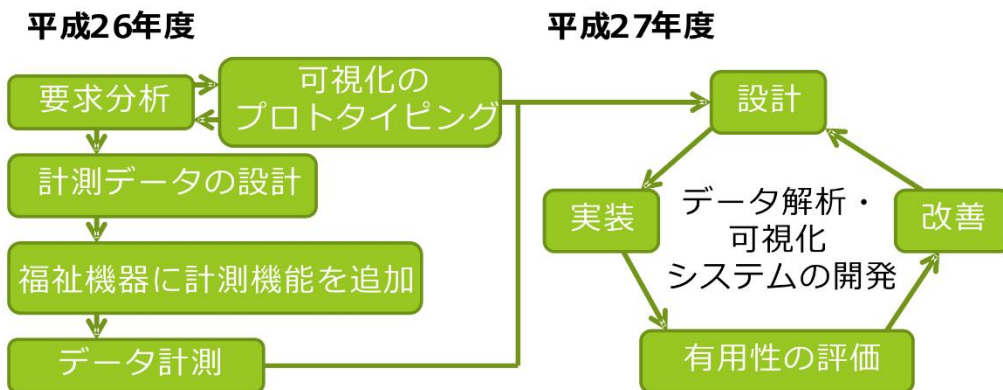 平成26年度
要求分析
可視化の
プロトタイピング
計測データの設計
福祉機器に計測機能を追加
データ計測
平成27年度
設計
実装
データ解析・
可視化
システムの開発
改善
有用性の評価